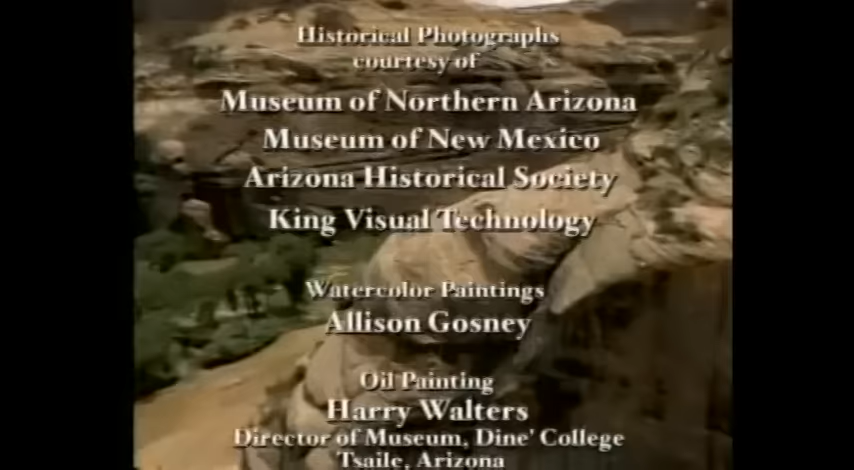 Historical Photographs
courtesy of
Museum of Northern Arizona
Museum of New Mexico
Arizona Historical Society
King Visual Technology
Watercolor Paintings
Allison Gosney
Oil Painting
Harry Walters
Director of Museum, Dine' College
Tsaile, Arizona